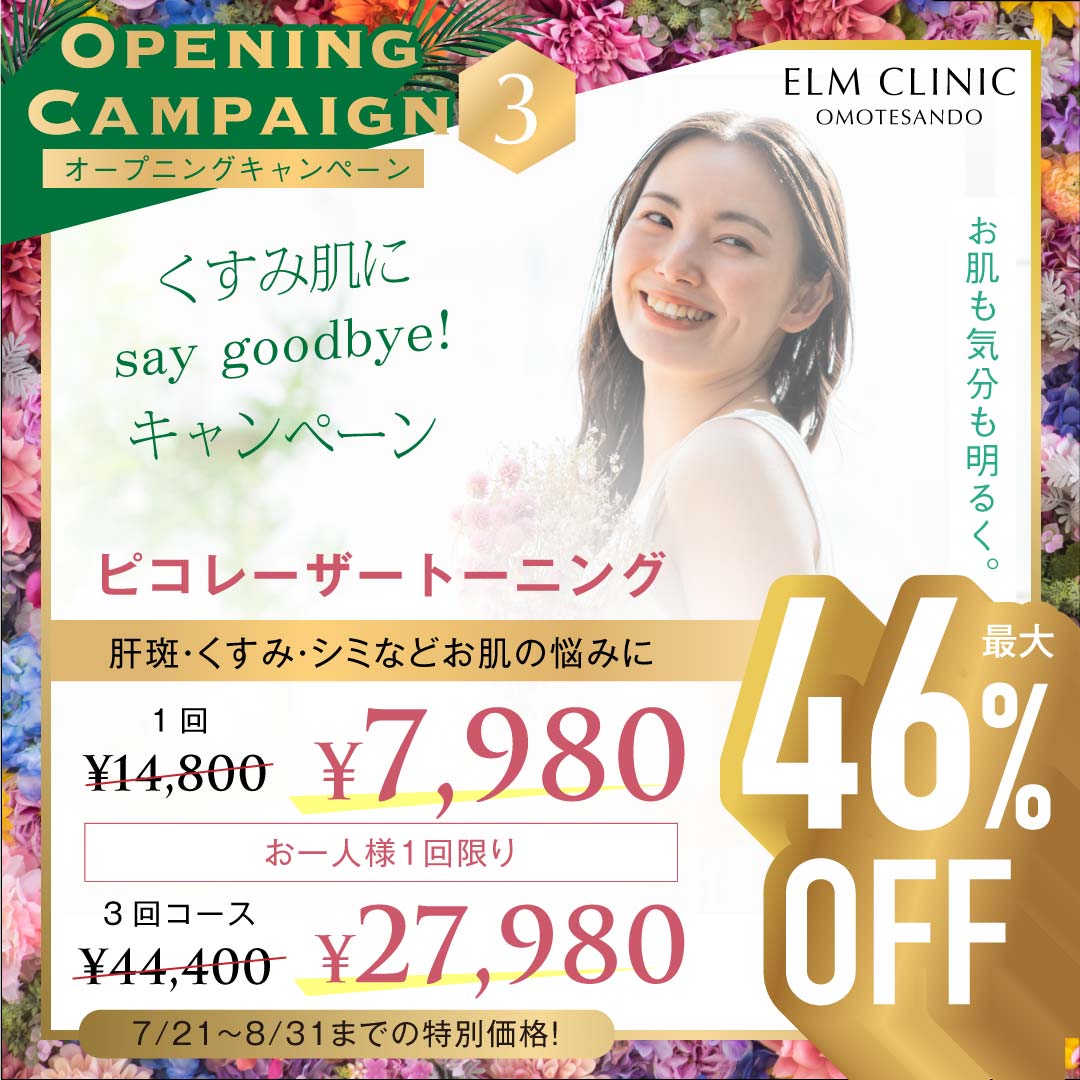 OPENING
CAMPAIGN
3
オープニングキャンペーン
ELM CLINIC
OMOTESANDO
くすみ肌に
say goodbye!
キャンペーン
お肌も気分も明るく。
ピコレーザートーニング
肝斑・くすみ・シミなどお肌の悩みに
1回
¥14,800
¥7,980
お一人様1回限り
3回コース
¥44,400
¥27,980
最大
46%
OFF
7/21〜8/31までの特別価格!